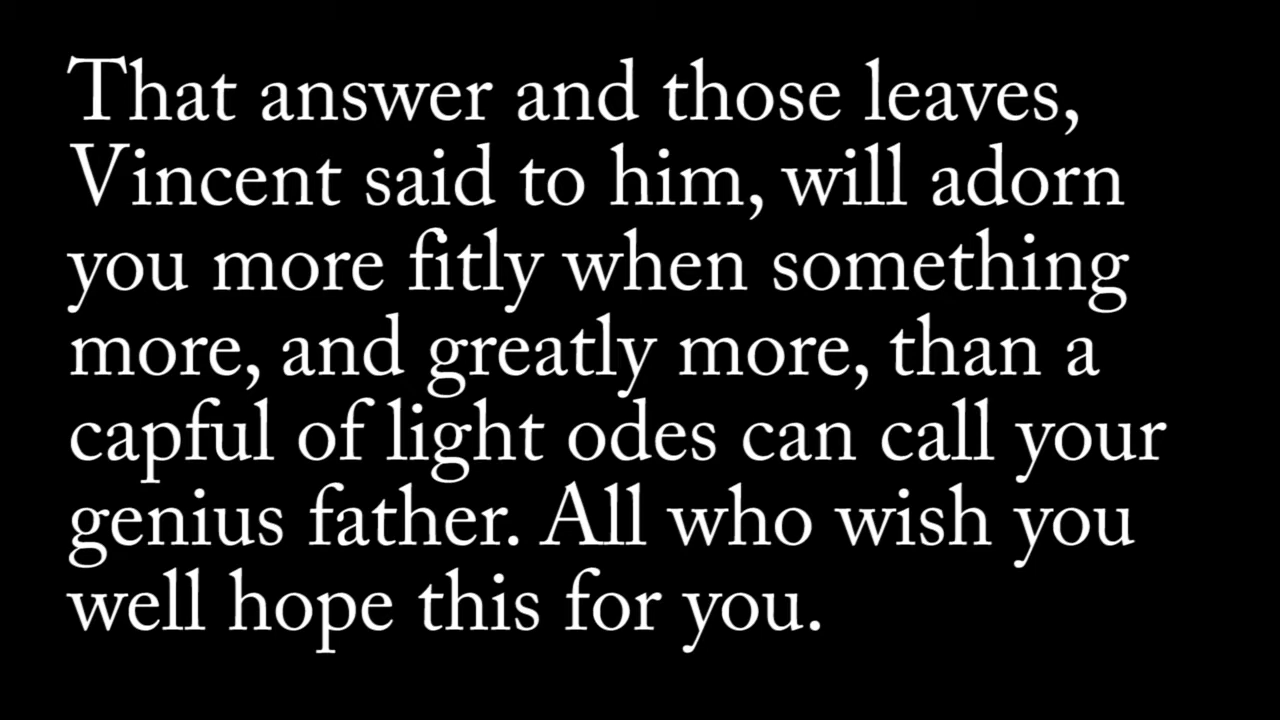 That answer and those leaves,
Vincent said to him, will adorn
you more fitly when something
more, and greatly more, than a
capful of light odes can call your
genius father. All who wish you
well hope this for you.